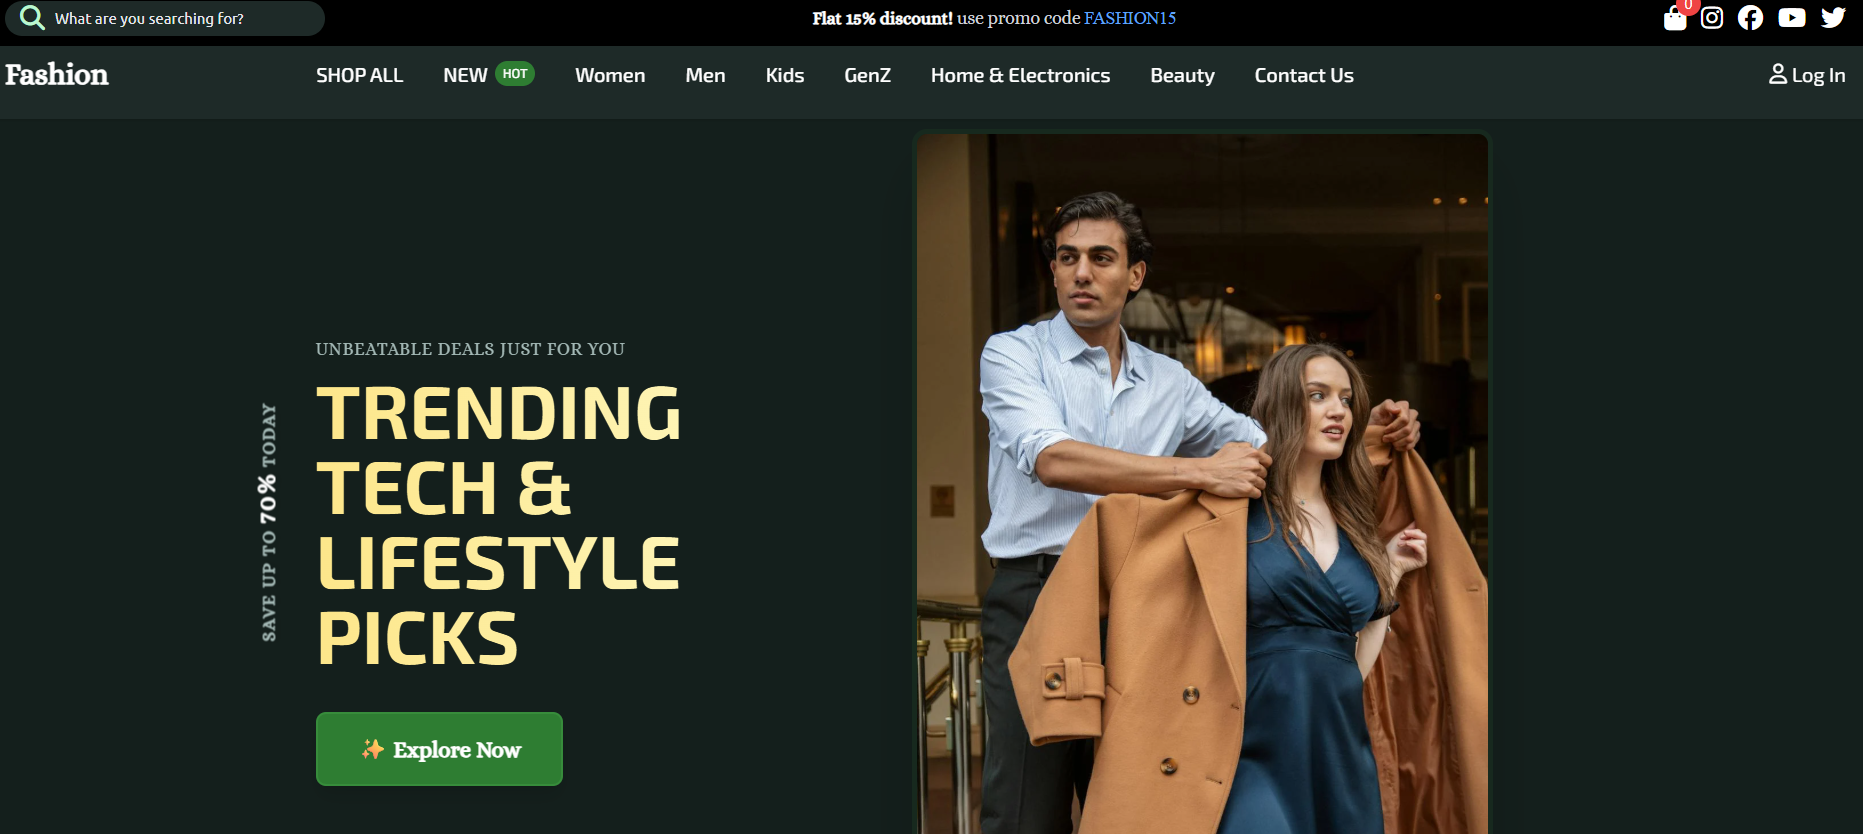 What are you searching for?
Flat 15% discount! use promo code FASHION15
0
Fashion
SHOP ALL
NEW HOT
Women
Men
Kids
GenZ
Home & Electronics
Beauty
Contact Us
Log In
SAVE UP TO 70% TODAY
UNBEATABLE DEALS JUST FOR YOU
TRENDING
TECH &
LIFESTYLE
PICKS
✨ Explore Now